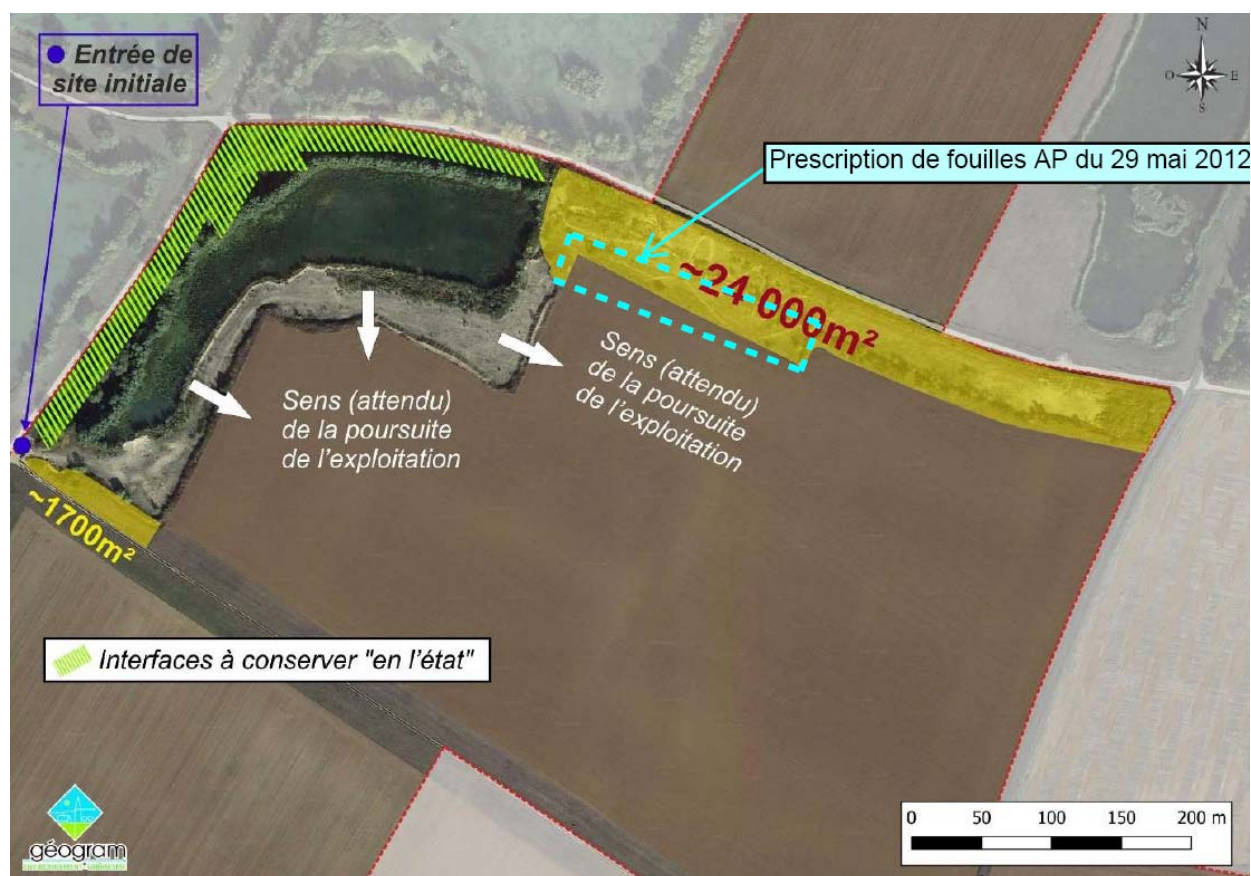 Entrée de
site initiale
N
O
E
S
Prescription de fouilles AP du 29 mai 2012
~24 000m²
Sens (attendu)
de la poursuite
de l'exploitation
Sens (attendu)
de la poursuite
de l'exploitation
~1700m²
Interfaces à conserver "en l'état"
0 50 100 150 200 m
géogram